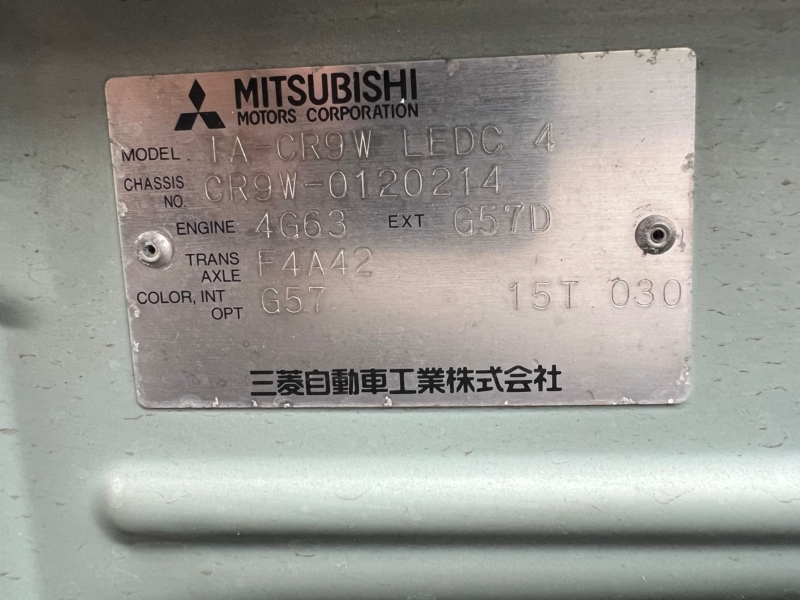 MITSUBISHI
MOTORS CORPORATION
MODEL TA-CR9W LEDC 4
CHASSIS NO. CR9W-0120214
ENGINE 4G63 EXT G57D
TRANS AXLE F4A42
COLOR, INT OPT G57 15T 030
三菱自動車工業株式会社